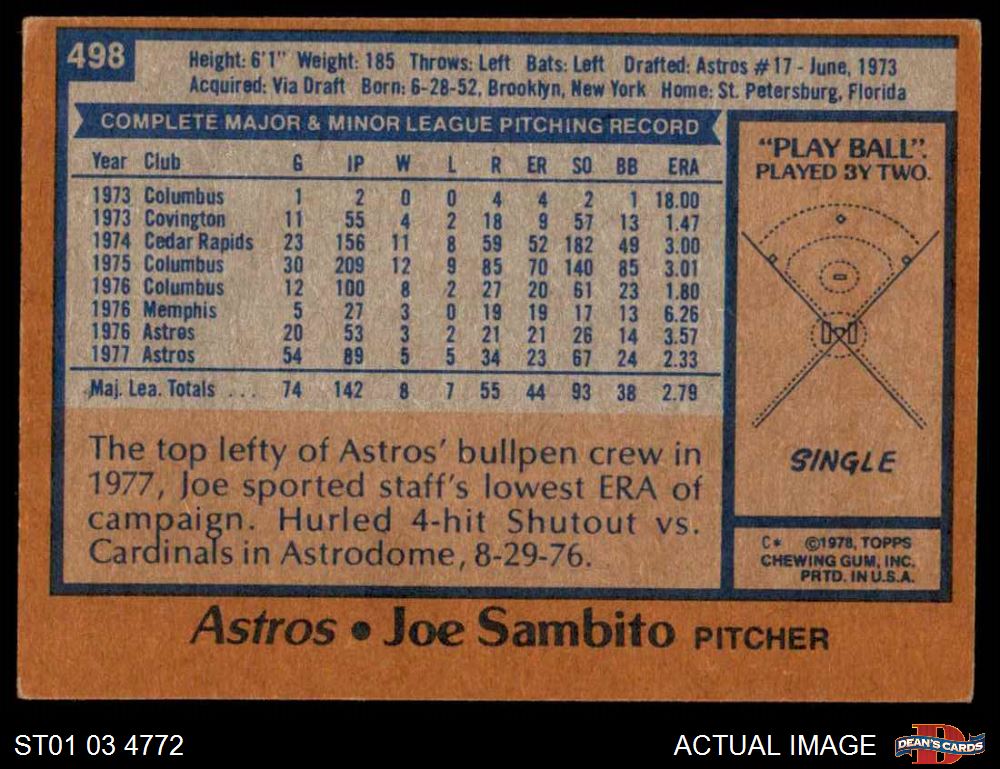 498
Height: 6'1" Weight: 185 Throws: Left Bats: Left Drafted: Astros #17 - June, 1973
Acquired: Via Draft Born: 6-28-52, Brooklyn, New York Home: St. Petersburg, Florida
COMPLETE MAJOR & MINOR LEAGUE PITCHING RECORD
Year Club G IP W L R ER SO BB ERA
1973 Columbus 1 2 0 0 4 4 2 1 18.00
1973 Covington 11 55 4 2 18 9 57 13 1.47
1974 Cedar Rapids 23 156 11 8 59 52 182 49 3.00
1975 Columbus 30 209 12 9 85 70 140 85 3.01
1976 Columbus 12 100 8 2 27 20 61 23 1.80
1976 Memphis 5 27 3 0 19 19 17 13 6.26
1976 Astros 20 53 3 2 21 21 26 14 3.57
1977 Astros 54 89 5 5 34 23 67 24 2.33
Maj. Lea. Totals ... 74 142 8 7 55 44 93 38 2.79
The top lefty of Astros' bullpen crew in
1977, Joe sported staff's lowest ERA of
campaign. Hurled 4-hit Shutout vs.
Cardinals in Astrodome, 8-29-76.
"PLAY BALL".
PLAYED BY TWO.
SINGLE
C* ©1978, TOPPS
CHEWING GUM, INC.
PRTD. IN U.S.A.
Astros • Joe Sambito PITCHER
ST01 03 4772
ACTUAL IMAGE
D
DEAN'S CARDS